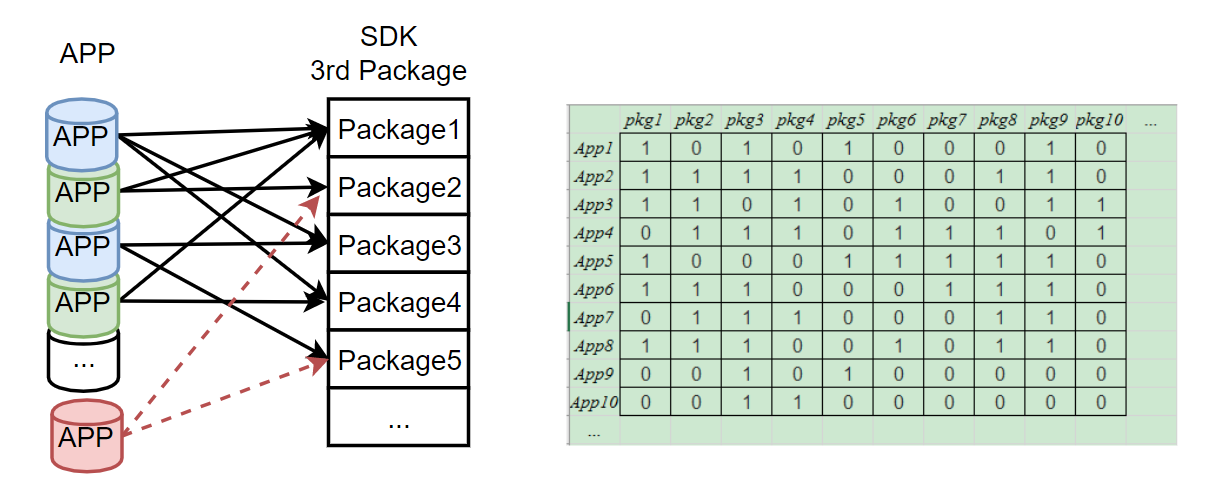 APP
SDK
3rd Package
APP
APP
APP
APP
...
APP
Package1
Package2
Package3
Package4
Package5
...
pkg1 pkg2 pkg3 pkg4 pkg5 pkg6 pkg7 pkg8 pkg9 pkg10 ...
App1 1 0 1 0 1 0 0 0 1 0
App2 1 1 1 1 0 0 0 1 1 0
App3 1 1 0 1 0 1 0 0 1 1
App4 0 1 1 1 0 1 1 1 0 1
App5 1 0 0 0 1 1 1 1 1 0
App6 1 1 1 0 0 0 1 1 1 0
App7 0 1 1 1 0 0 0 1 1 0
App8 1 1 1 0 0 1 0 1 1 0
App9 0 0 1 0 1 0 0 0 0 0
App10 0 0 1 1 0 0 0 0 0 0
...